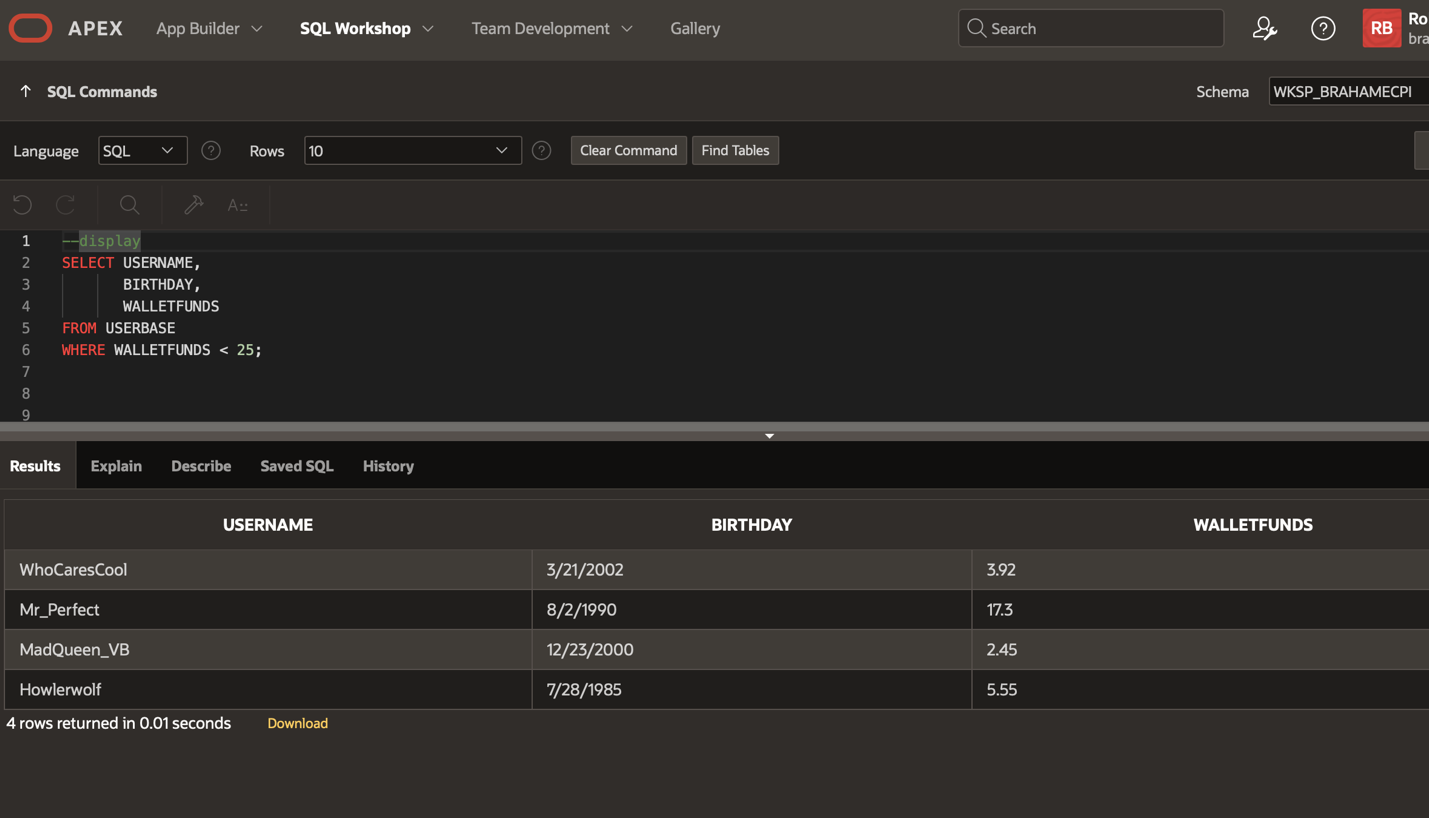 APEX App Builder SQL Workshop Team Development Gallery Search RB Ro
bra
SQL Commands Schema WKSP_BRAHAMECPI
Language SQL Rows 10 Clear Command Find Tables
A::
1 --display
2 SELECT USERNAME,
3 BIRTHDAY,
4 WALLETFUNDS
5 FROM USERBASE
6 WHERE WALLETFUNDS < 25;
7
8
9
Results Explain Describe Saved SQL History
USERNAME BIRTHDAY WALLETFUNDS
WhoCaresCool 3/21/2002 3.92
Mr_Perfect 8/2/1990 17.3
MadQueen_VB 12/23/2000 2.45
Howlerwolf 7/28/1985 5.55
4 rows returned in 0.01 seconds Download